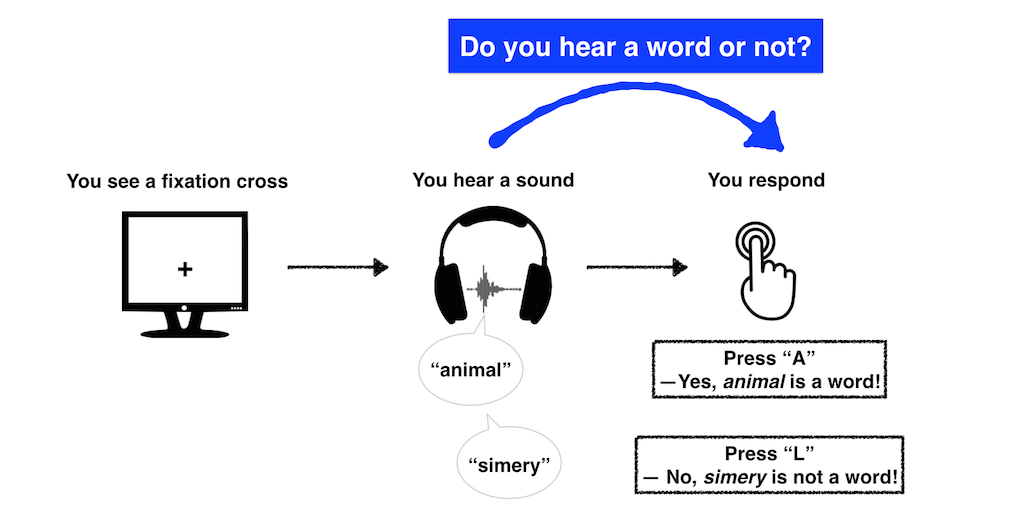 Do you hear a word or not?
You see a fixation cross
You hear a sound
You respond
“animal”
Press “A”
—Yes, animal is a word!
“simery”
Press “L”
— No, simery is not a word!